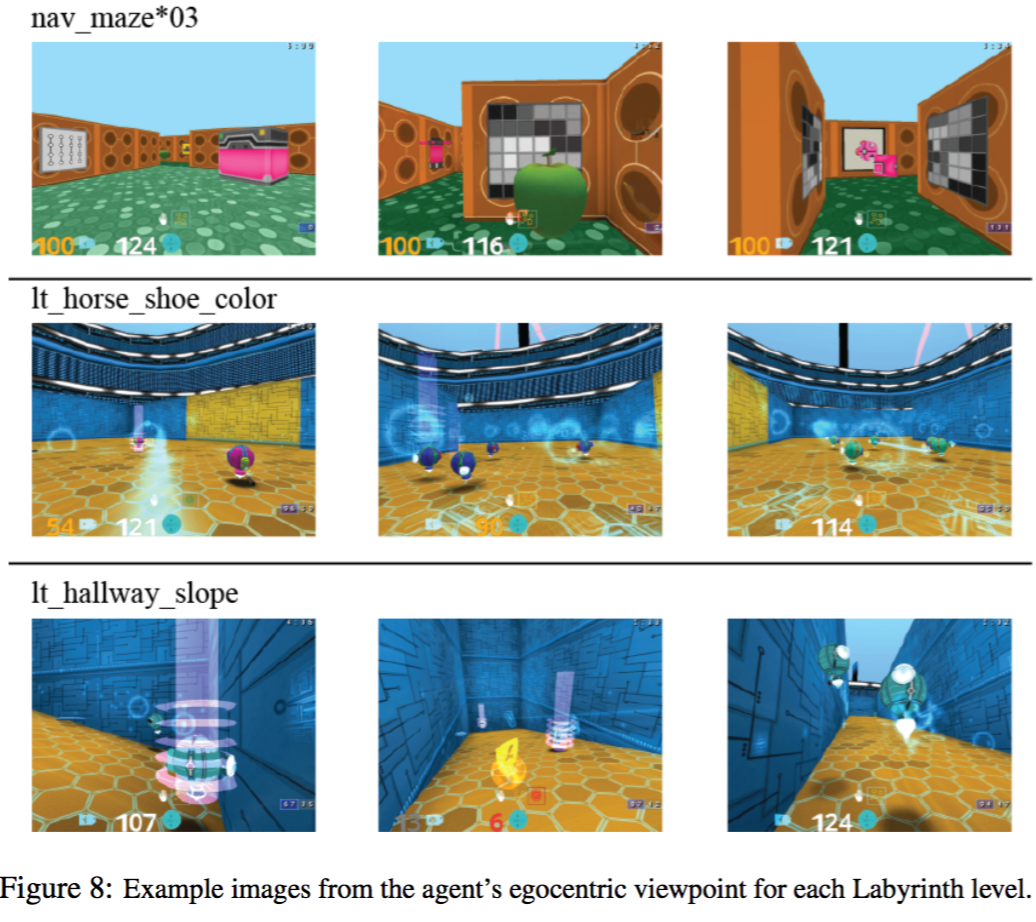 nav_maze*03
100 124
100 116
100 121
lt_horse_shoe_color
54 121
90
114
lt_hallway_slope
107
13 6
124
Figure 8: Example images from the agent's egocentric viewpoint for each Labyrinth level.